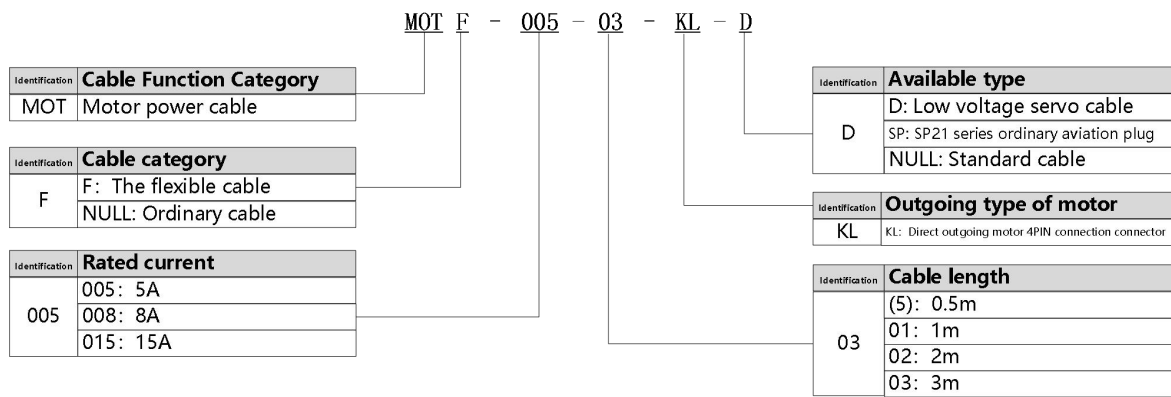 MOT F - 005 - 03 - KL - D
Identification Cable Function Category
MOT Motor power cable
Identification Cable category
F
F: The flexible cable
NULL: Ordinary cable
Identification Rated current
005
005: 5A
008: 8A
015: 15A
Identification Available type
D
D: Low voltage servo cable
SP: SP21 series ordinary aviation plug
NULL: Standard cable
Identification Outgoing type of motor
KL KL: Direct outgoing motor 4PIN connection connector
Identification Cable length
03
(5): 0.5m
01: 1m
02: 2m
03: 3m